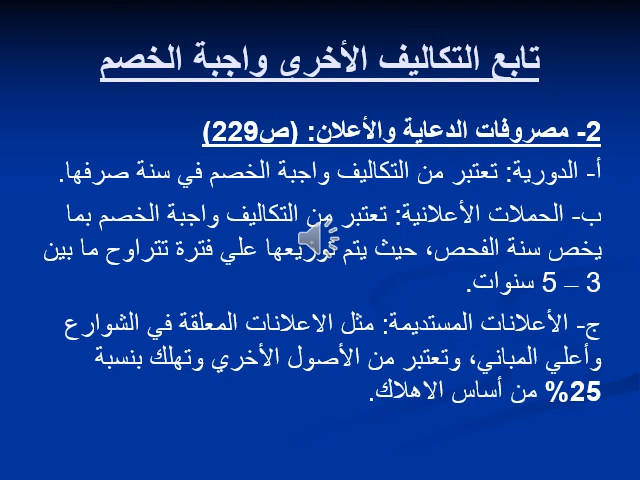 تابع التكاليف الأخرى واجبة الخصم
2- مصروفات الدعاية والأعلان: (ص229)
أ- الدورية: تعتبر من التكاليف واجبة الخصم في سنة صرفها.
ب- الحملات الأعلانية: تعتبر من التكاليف واجبة الخصم بما
يخص سنة الفحص، حيث يتم توزيعها علي فترة تتراوح ما بين
3 – 5 سنوات.
ج- الأعلانات المستديمة: مثل الاعلانات المعلقة في الشوارع
وأعلي المباني، وتعتبر من الأصول الأخري وتهلك بنسبة
25% من أساس الاهلاك.